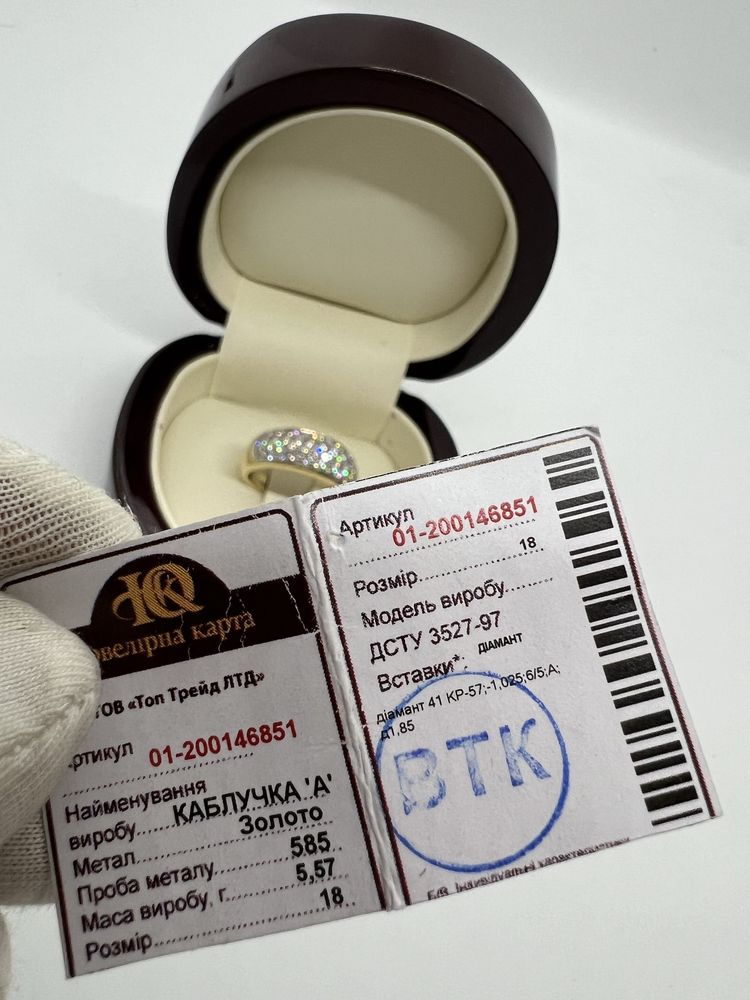 ювелірна карта
ТОВ «Топ Трейд ЛТД»
Артикул 01-200146851
Найменування
виробу КАБЛУЧКА 'А'
Метал Золото
Проба металу 585
Маса виробу, г. 5,57
Розмір 18
Артикул
01-200146851
Розмір 18
Модель виробу
ДСТУ 3527-97
Вставки*: ДІАМАНТ
діамант 41 КР-57;-1,025;6/5;А;
д1,85
ВТК